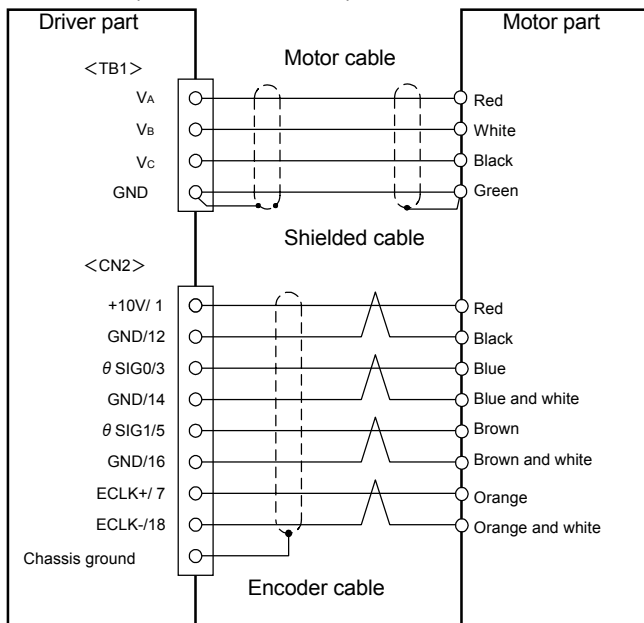 Driver part
Motor part
Motor cable
<TB1>
VA
Red
VB
White
VC
Black
GND
Green
Shielded cable
<CN2>
+10V/ 1
Red
GND/12
Black
θ SIG0/3
Blue
GND/14
Blue and white
θ SIG1/5
Brown
GND/16
Brown and white
ECLK+/ 7
Orange
ECLK-/18
Orange and white
Chassis ground
Encoder cable